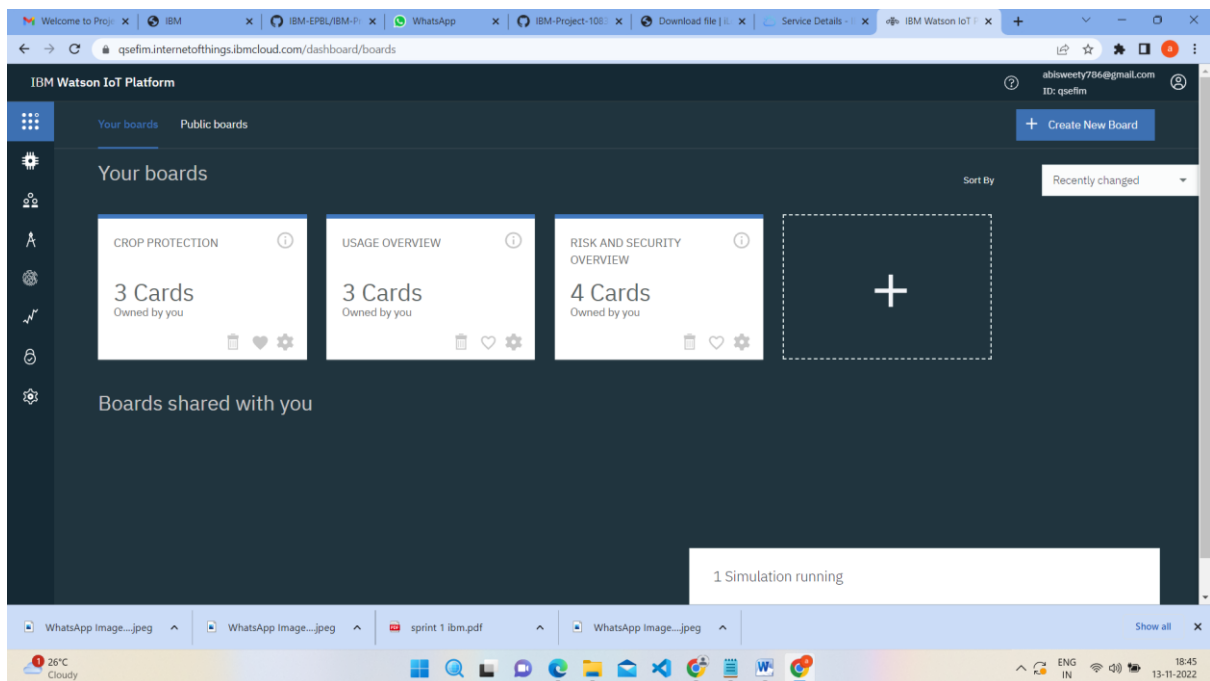 Welcome to Proje
IBM
IBM-EPBL/IBM-Pr
WhatsApp
IBM-Project-108
Download file | iL
Service Details -
IBM Watson IoT P
qsefim.internetofthings.ibmcloud.com/dashboard/boards
IBM Watson IoT Platform
abisweety786@gmail.com
ID: qsefim
Your boards Public boards
+ Create New Board
Your boards
Sort By Recently changed
CROP PROTECTION
3 Cards
Owned by you
USAGE OVERVIEW
3 Cards
Owned by you
RISK AND SECURITY
OVERVIEW
4 Cards
Owned by you
Boards shared with you
1 Simulation running
WhatsApp Image....jpeg
WhatsApp Image....jpeg
sprint 1 ibm.pdf
WhatsApp Image....jpeg
Show all
1
26°C
Cloudy
ENG
IN
18:45
13-11-2022